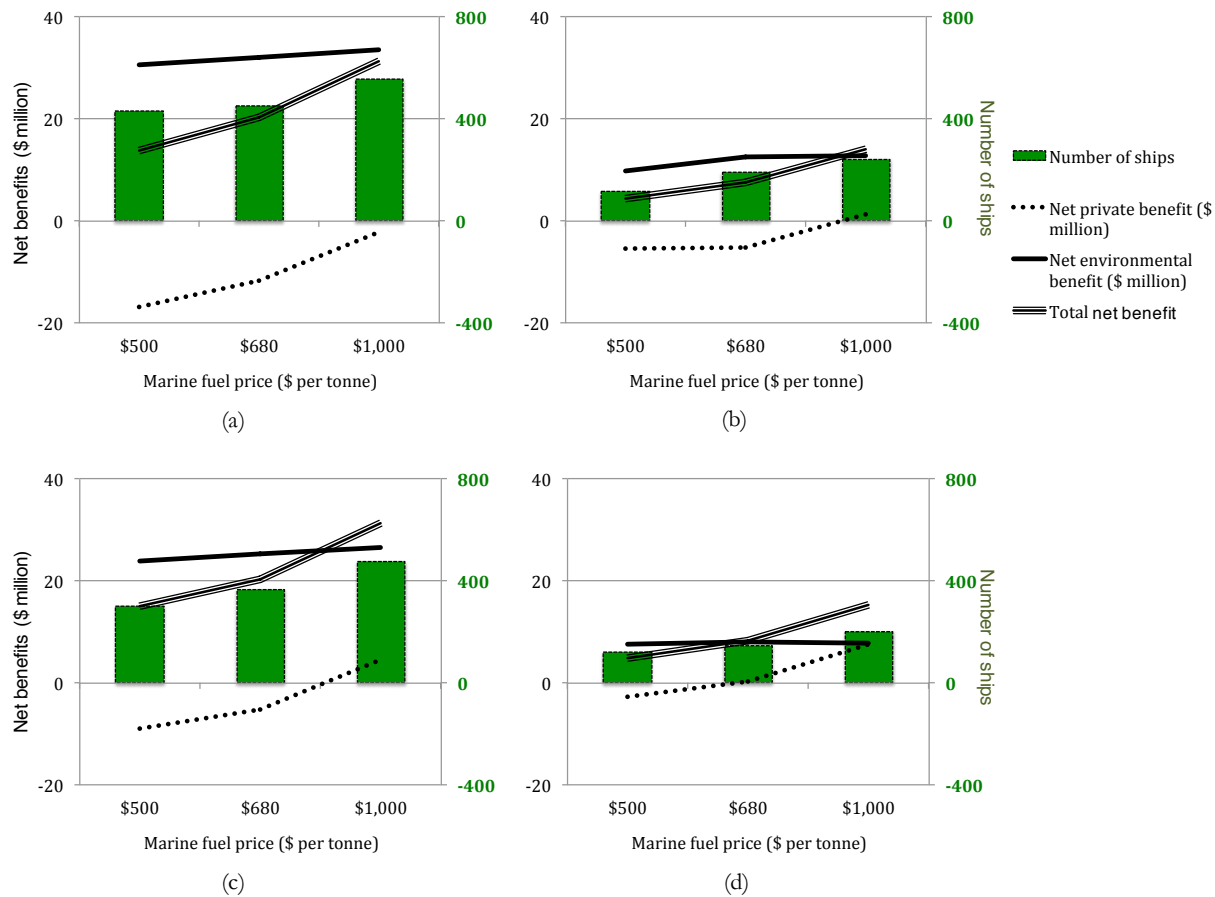 40
20
0
-20
Net benefits ($ million)
800
400
0
-400
$500 $680 $1,000
Marine fuel price ($ per tonne)
(a)
40
20
0
-20
800
400
0
-400
Number of ships
$500 $680 $1,000
Marine fuel price ($ per tonne)
(b)
Number of ships
Net private benefit ($
million)
Net environmental
benefit ($ million)
Total net benefit
40
20
0
-20
Net benefits ($ million)
800
400
0
-400
$500 $680 $1,000
Marine fuel price ($ per tonne)
(c)
40
20
0
-20
800
400
0
-400
Number of ships
$500 $680 $1,000
Marine fuel price ($ per tonne)
(d)